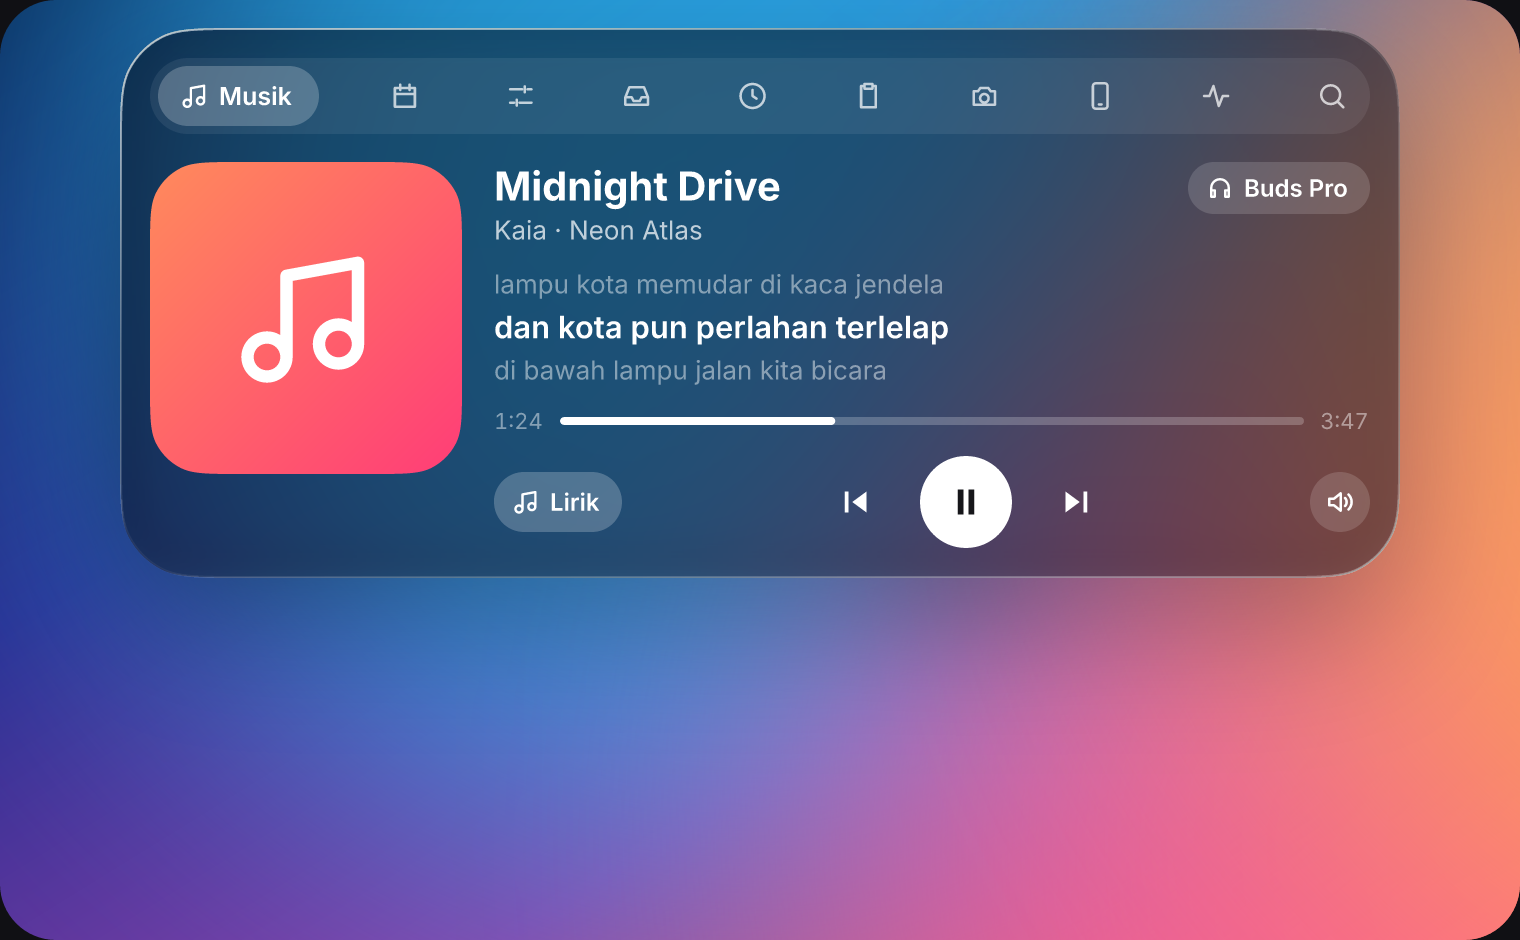 Musik
Midnight Drive
Buds Pro
Kaia · Neon Atlas
lampu kota memudar di kaca jendela
dan kota pun perlahan terlelap
di bawah lampu jalan kita bicara
1:24
3:47
Lirik